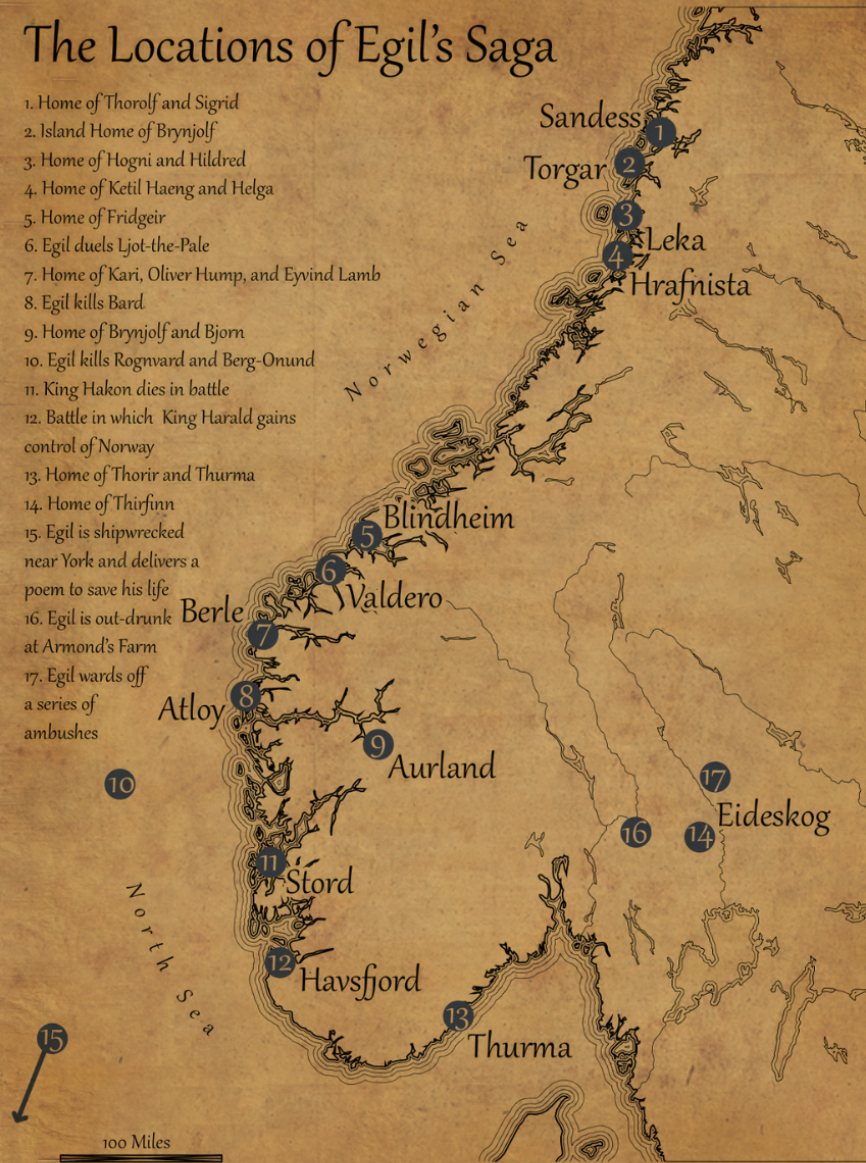 The Locations of Egil's Saga
1. Home of Thorolf and Sigrid
2. Island Home of Brynjolf
3. Home of Hogni and Hildred
4. Home of Ketil Haeng and Helga
5. Home of Fridgeir
6. Egil duels Ljot-the-Pale
7. Home of Kari, Oliver Hump, and Eyvind Lamb
8. Egil kills Bard
9. Home of Brynjolf and Bjorn
10. Egil kills Rognvard and Berg-Onund
11. King Hakon dies in battle
12. Battle in which King Harald gains
control of Norway
13. Home of Thorir and Thurma
14. Home of Thirfinn
15. Egil is shipwrecked
near York and delivers a
poem to save his life
16. Egil is out-drunk
at Armond's Farm
17. Egil wards off
a series of
ambushes
Sandess
1
Torgar
2
3
Leka
4
Hrafnista
Norwegian Sea
Blindheim
5
6
Valdero
Berle
7
8
Atloy
9
Aurland
10
17
Eideskog
16
14
11
Stord
North Sea
12
Havsfjord
13
Thurma
15
100 Miles